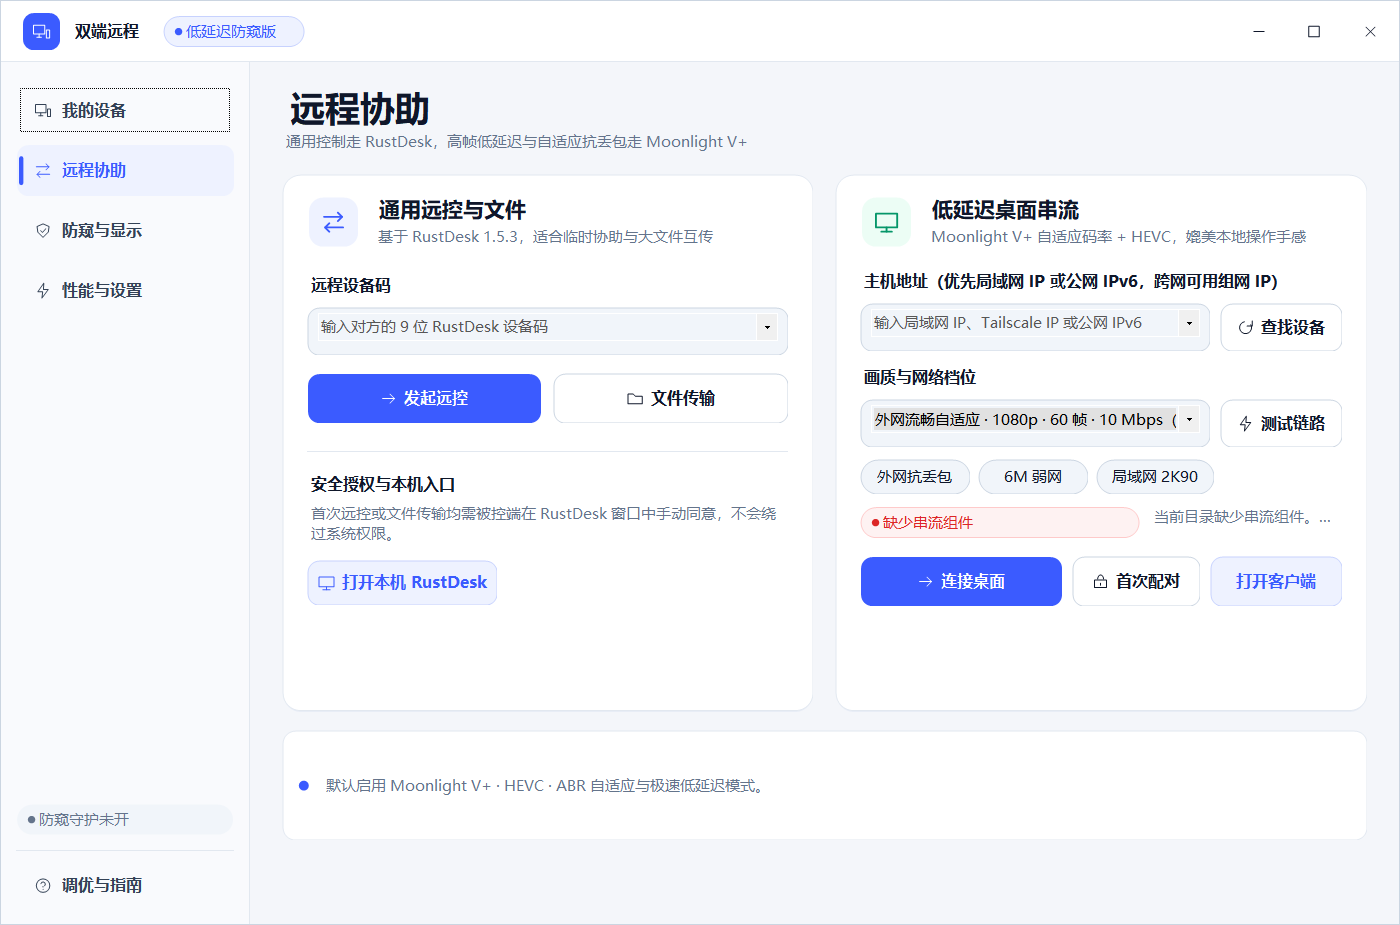 双端远程
低延迟防窥版
我的设备
远程协助
防窥与显示
性能与设置
防窥守护未开
调优与指南
远程协助
通用控制走 RustDesk，高帧低延迟与自适应抗丢包走 Moonlight V+
通用远控与文件
基于 RustDesk 1.5.3，适合临时协助与大文件互传
远程设备码
输入对方的 9 位 RustDesk 设备码
发起远控
文件传输
安全授权与本机入口
首次远控或文件传输均需被控端在 RustDesk 窗口中手动同意，不会绕
过系统权限。
打开本机 RustDesk
低延迟桌面串流
Moonlight V+ 自适应码率 + HEVC，媲美本地操作手感
主机地址（优先局域网 IP 或公网 IPv6，跨网可用组网 IP）
输入局域网 IP、Tailscale IP 或公网 IPv6
查找设备
画质与网络档位
外网流畅自适应 · 1080p · 60 帧 · 10 Mbps（
测试链路
外网抗丢包
6M 弱网
局域网 2K90
缺少串流组件
当前目录缺少串流组件。...
连接桌面
首次配对
打开客户端
默认启用 Moonlight V+ · HEVC · ABR 自适应与极速低延迟模式。